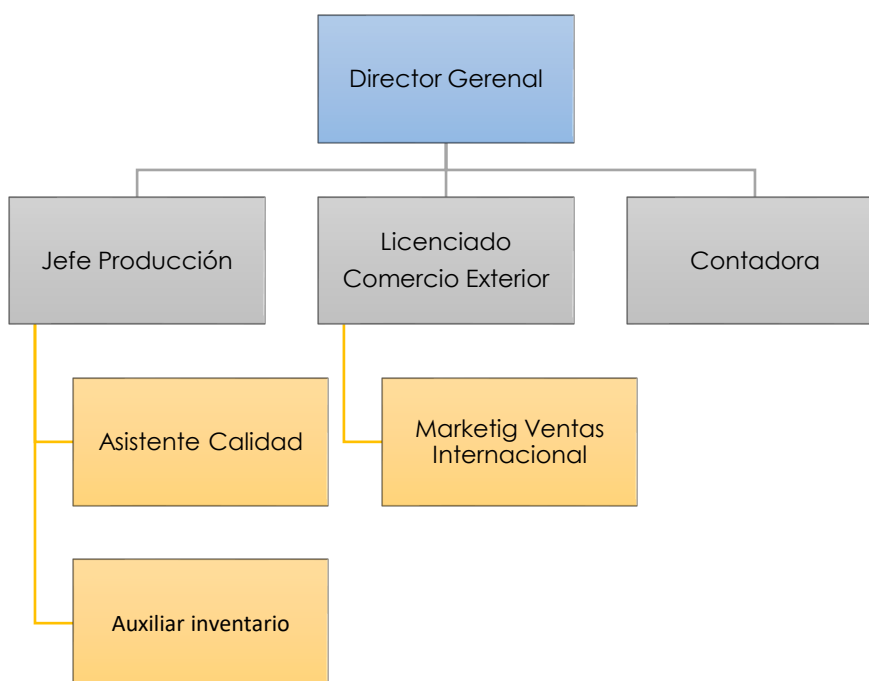 Director Gerenal
Jefe Producción
Licenciado
Comercio Exterior
Contadora
Asistente Calidad
Marketig Ventas
Internacional
Auxiliar inventario